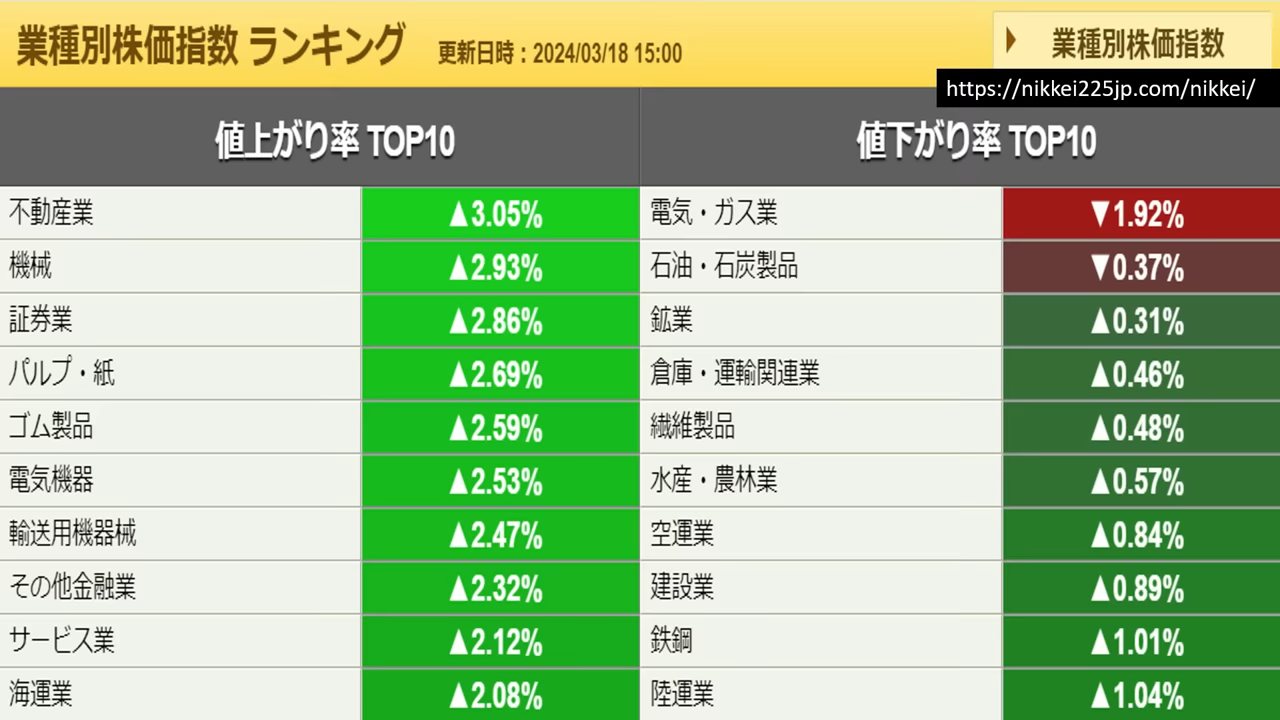 業種別株価指数 ランキング 更新日時：2024/03/18 15:00
業種別株価指数
https://nikkei225jp.com/nikkei/
値上がり率 TOP10 値下がり率 TOP10
不動産業 ▲3.05% 電気・ガス業 ▼1.92%
機械 ▲2.93% 石油・石炭製品 ▼0.37%
証券業 ▲2.86% 鉱業 ▲0.31%
パルプ・紙 ▲2.69% 倉庫・運輸関連業 ▲0.46%
ゴム製品 ▲2.59% 繊維製品 ▲0.48%
電気機器 ▲2.53% 水産・農林業 ▲0.57%
輸送用機器械 ▲2.47% 空運業 ▲0.84%
その他金融業 ▲2.32% 建設業 ▲0.89%
サービス業 ▲2.12% 鉄鋼 ▲1.01%
海運業 ▲2.08% 陸運業 ▲1.04%